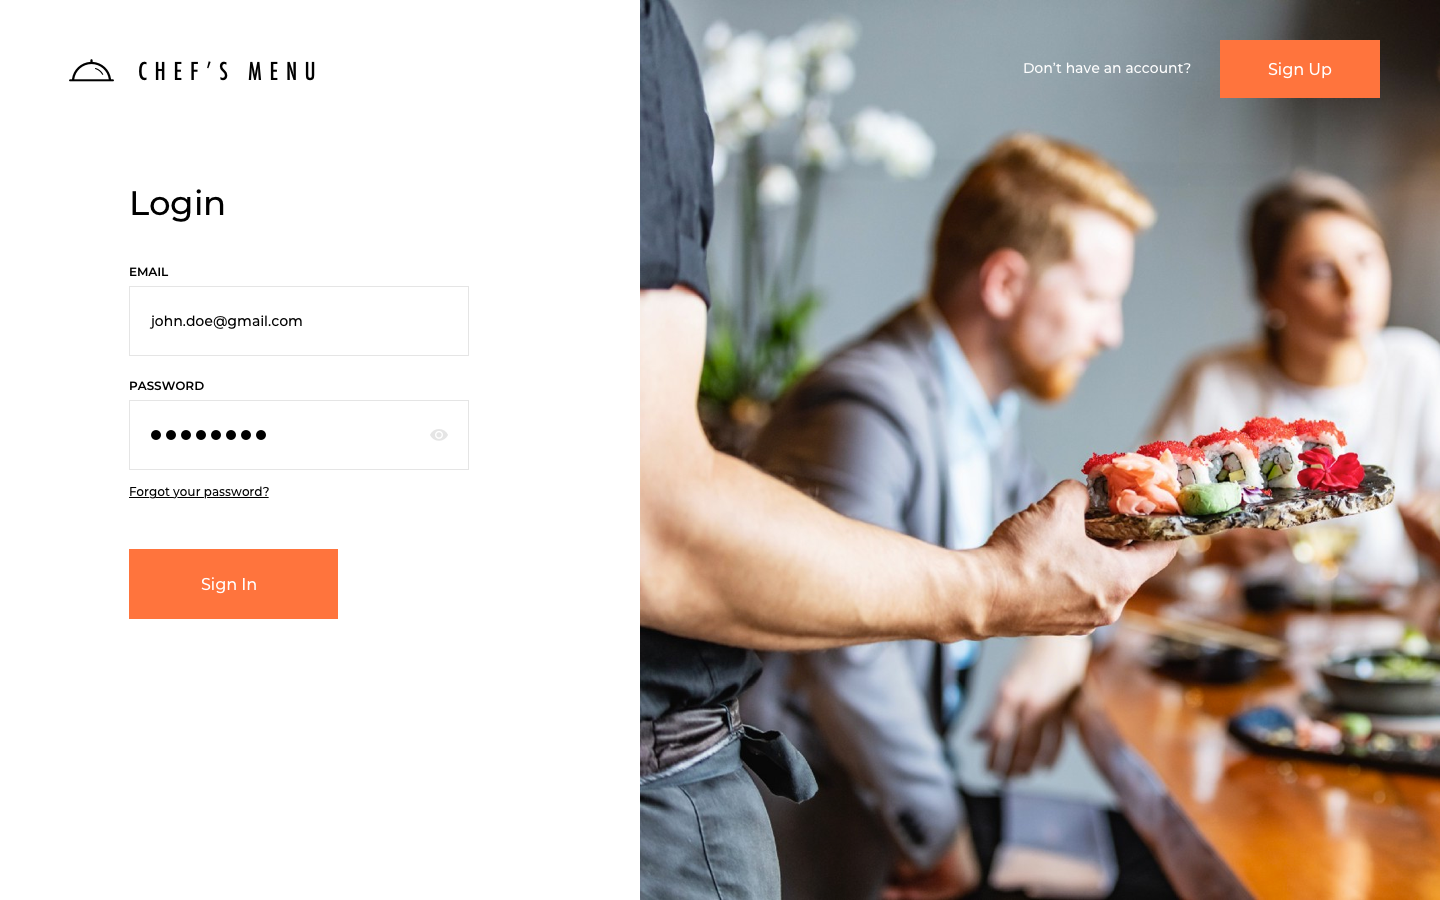 CHEF'S MENU
Don't have an account?
Sign Up
Login
EMAIL
john.doe@gmail.com
PASSWORD
Forgot your password?
Sign In